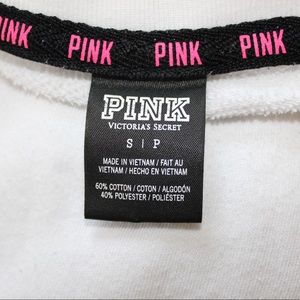 PINK PINK PINK PINK
PINK
VICTORIA'S SECRET
S | P
MADE IN VIETNAM / FAIT AU
VIETNAM / HECHO EN VIETNAM
60% COTTON / COTON / ALGODÓN
40% POLYESTER / POLIÉSTER